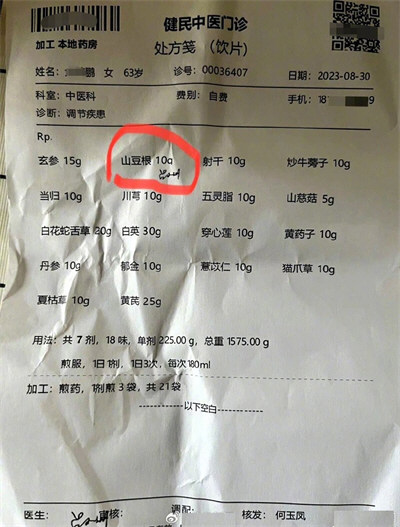 健民中医门诊
加工 本地药房
处方笺（饮片）
姓名： 鹏 女 63岁 诊号：00036407 日期：2023-08-30
科室：中医科 费别：自费 手机：18 9
诊断：调节疾患
Rp.
玄参 15g 山豆根 10g 射干 10g 炒牛蒡子 10g
当归 10g 川芎 10g 五灵脂 10g 山慈菇 5g
白花蛇舌草 20g 白英 30g 穿心莲 10g 黄药子 10g
丹参 10g 郁金 10g 薏苡仁 10g 猫爪草 10g
夏枯草 10g 黄芪 25g
用法：共 7 剂，18 味，单剂 225.00 g，总重 1575.00 g
煎服，1日1剂，1日3次，每次180ml
加工：煎药，1剂煎 3 袋，共 21袋
以下空白
医生： 审核： 调配： 核发：何玉凤